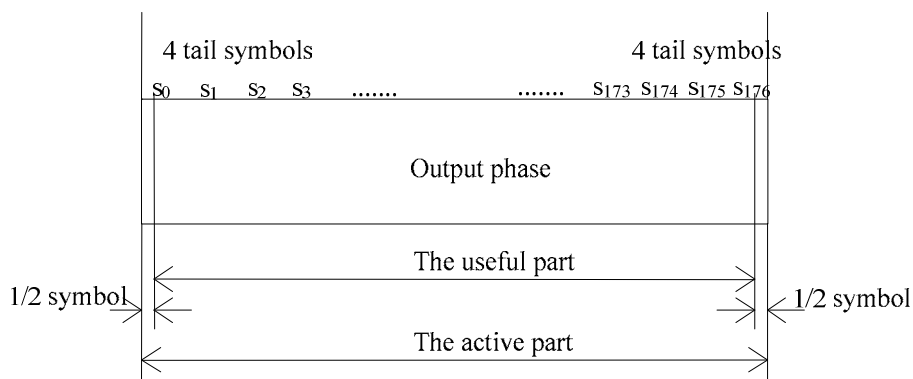 4 tail symbols 4 tail symbols
s0 s1 s2 s3 ....... ....... s173 s174 s175 s176
Output phase
The useful part
1/2 symbol 1/2 symbol
The active part